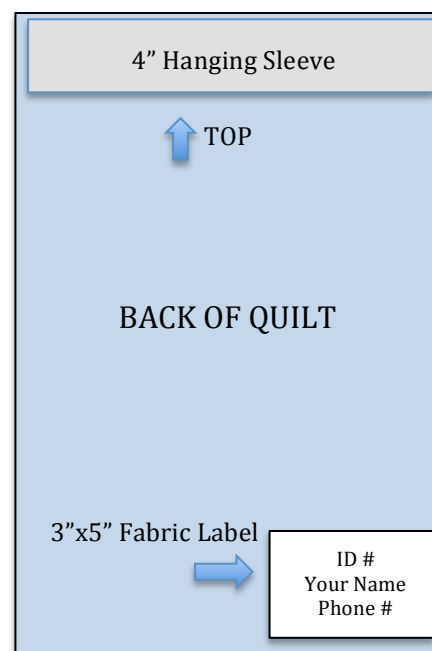 4” Hanging Sleeve
TOP
BACK OF QUILT
3”x5” Fabric Label
ID #
Your Name
Phone #